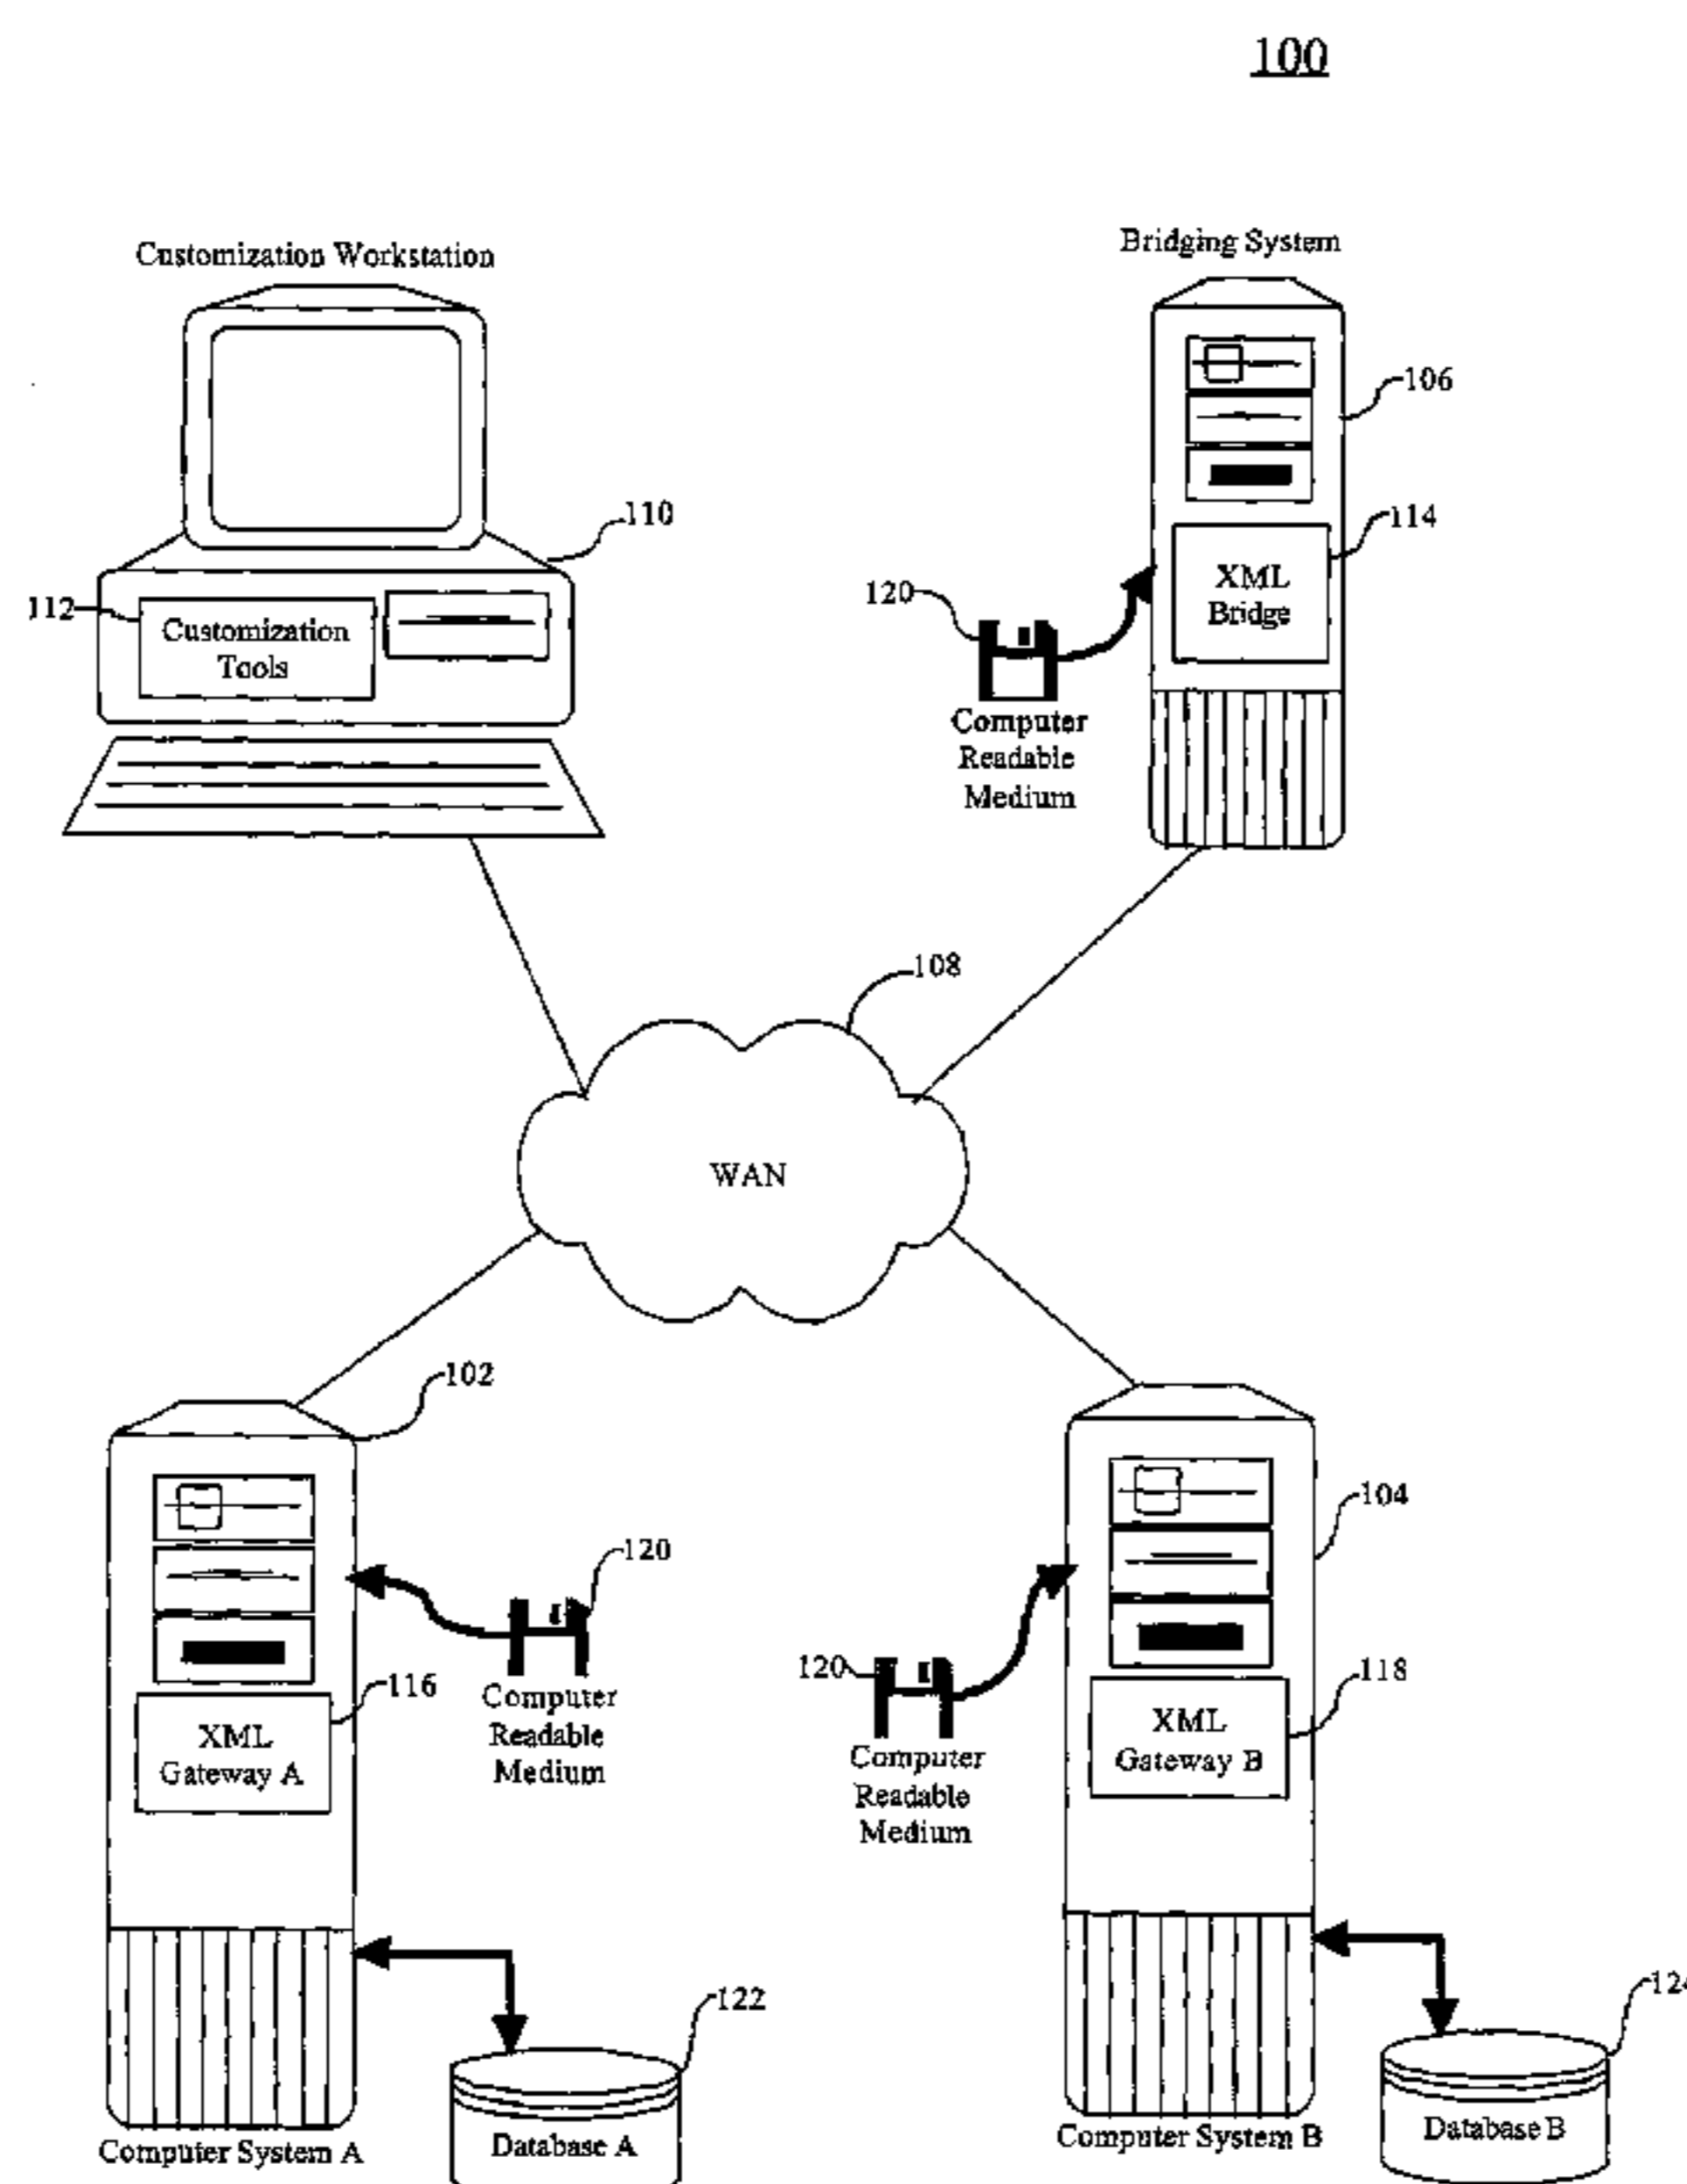 100
Customization Workstation
Bridging System
106
110
114
112
Customization
Tools
XML
Bridge
120
Computer
Readable
Medium
108
WAN
102
104
120
120
116
118
XML
Gateway A
Computer
Readable
Medium
XML
Gateway B
Computer
Readable
Medium
122
124
Computer System A
Database A
Computer System B
Database B